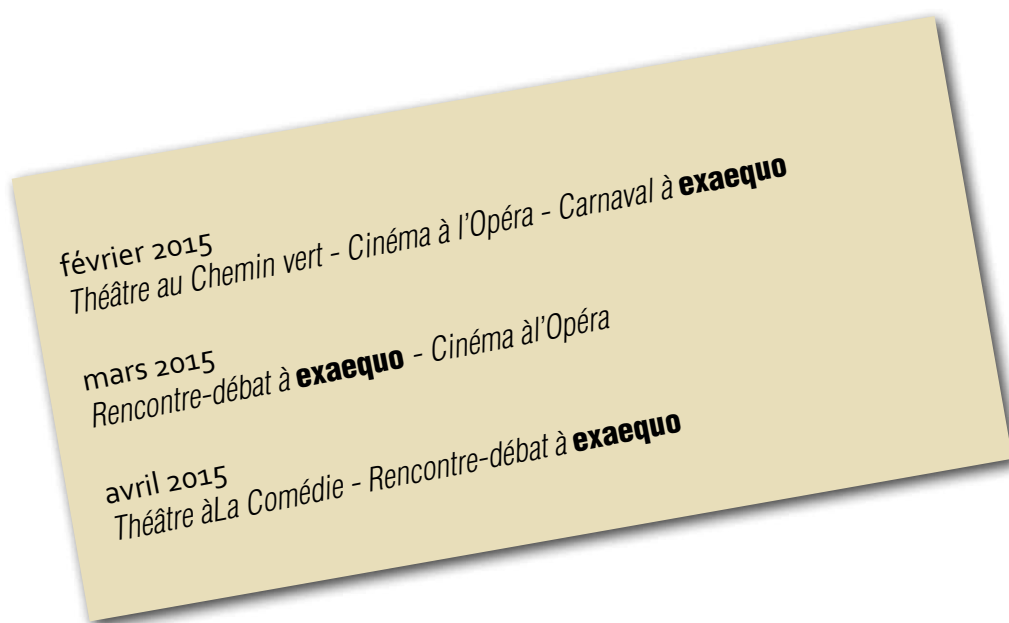 février 2015
Théâtre au Chemin vert - Cinéma à l'Opéra - Carnaval à exaequo
mars 2015
Rencontre-débat à exaequo - Cinéma àl'Opéra
avril 2015
Théâtre àLa Comédie - Rencontre-débat à exaequo